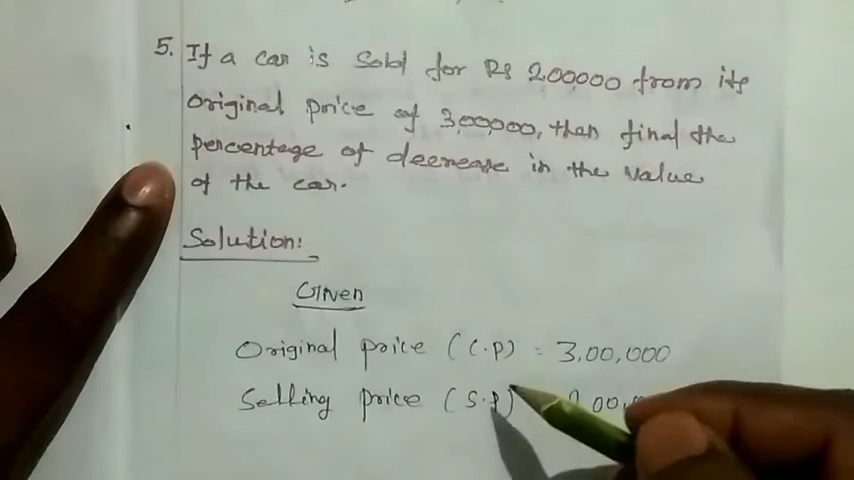 5. If a car is sold for Rs 2,00,000 from its
original price of 3,00,000, then final the
percentage of decrease in the value
of the car.
Solution:
Given
Original price (C.P) = 3,00,000
Selling price (S.P)